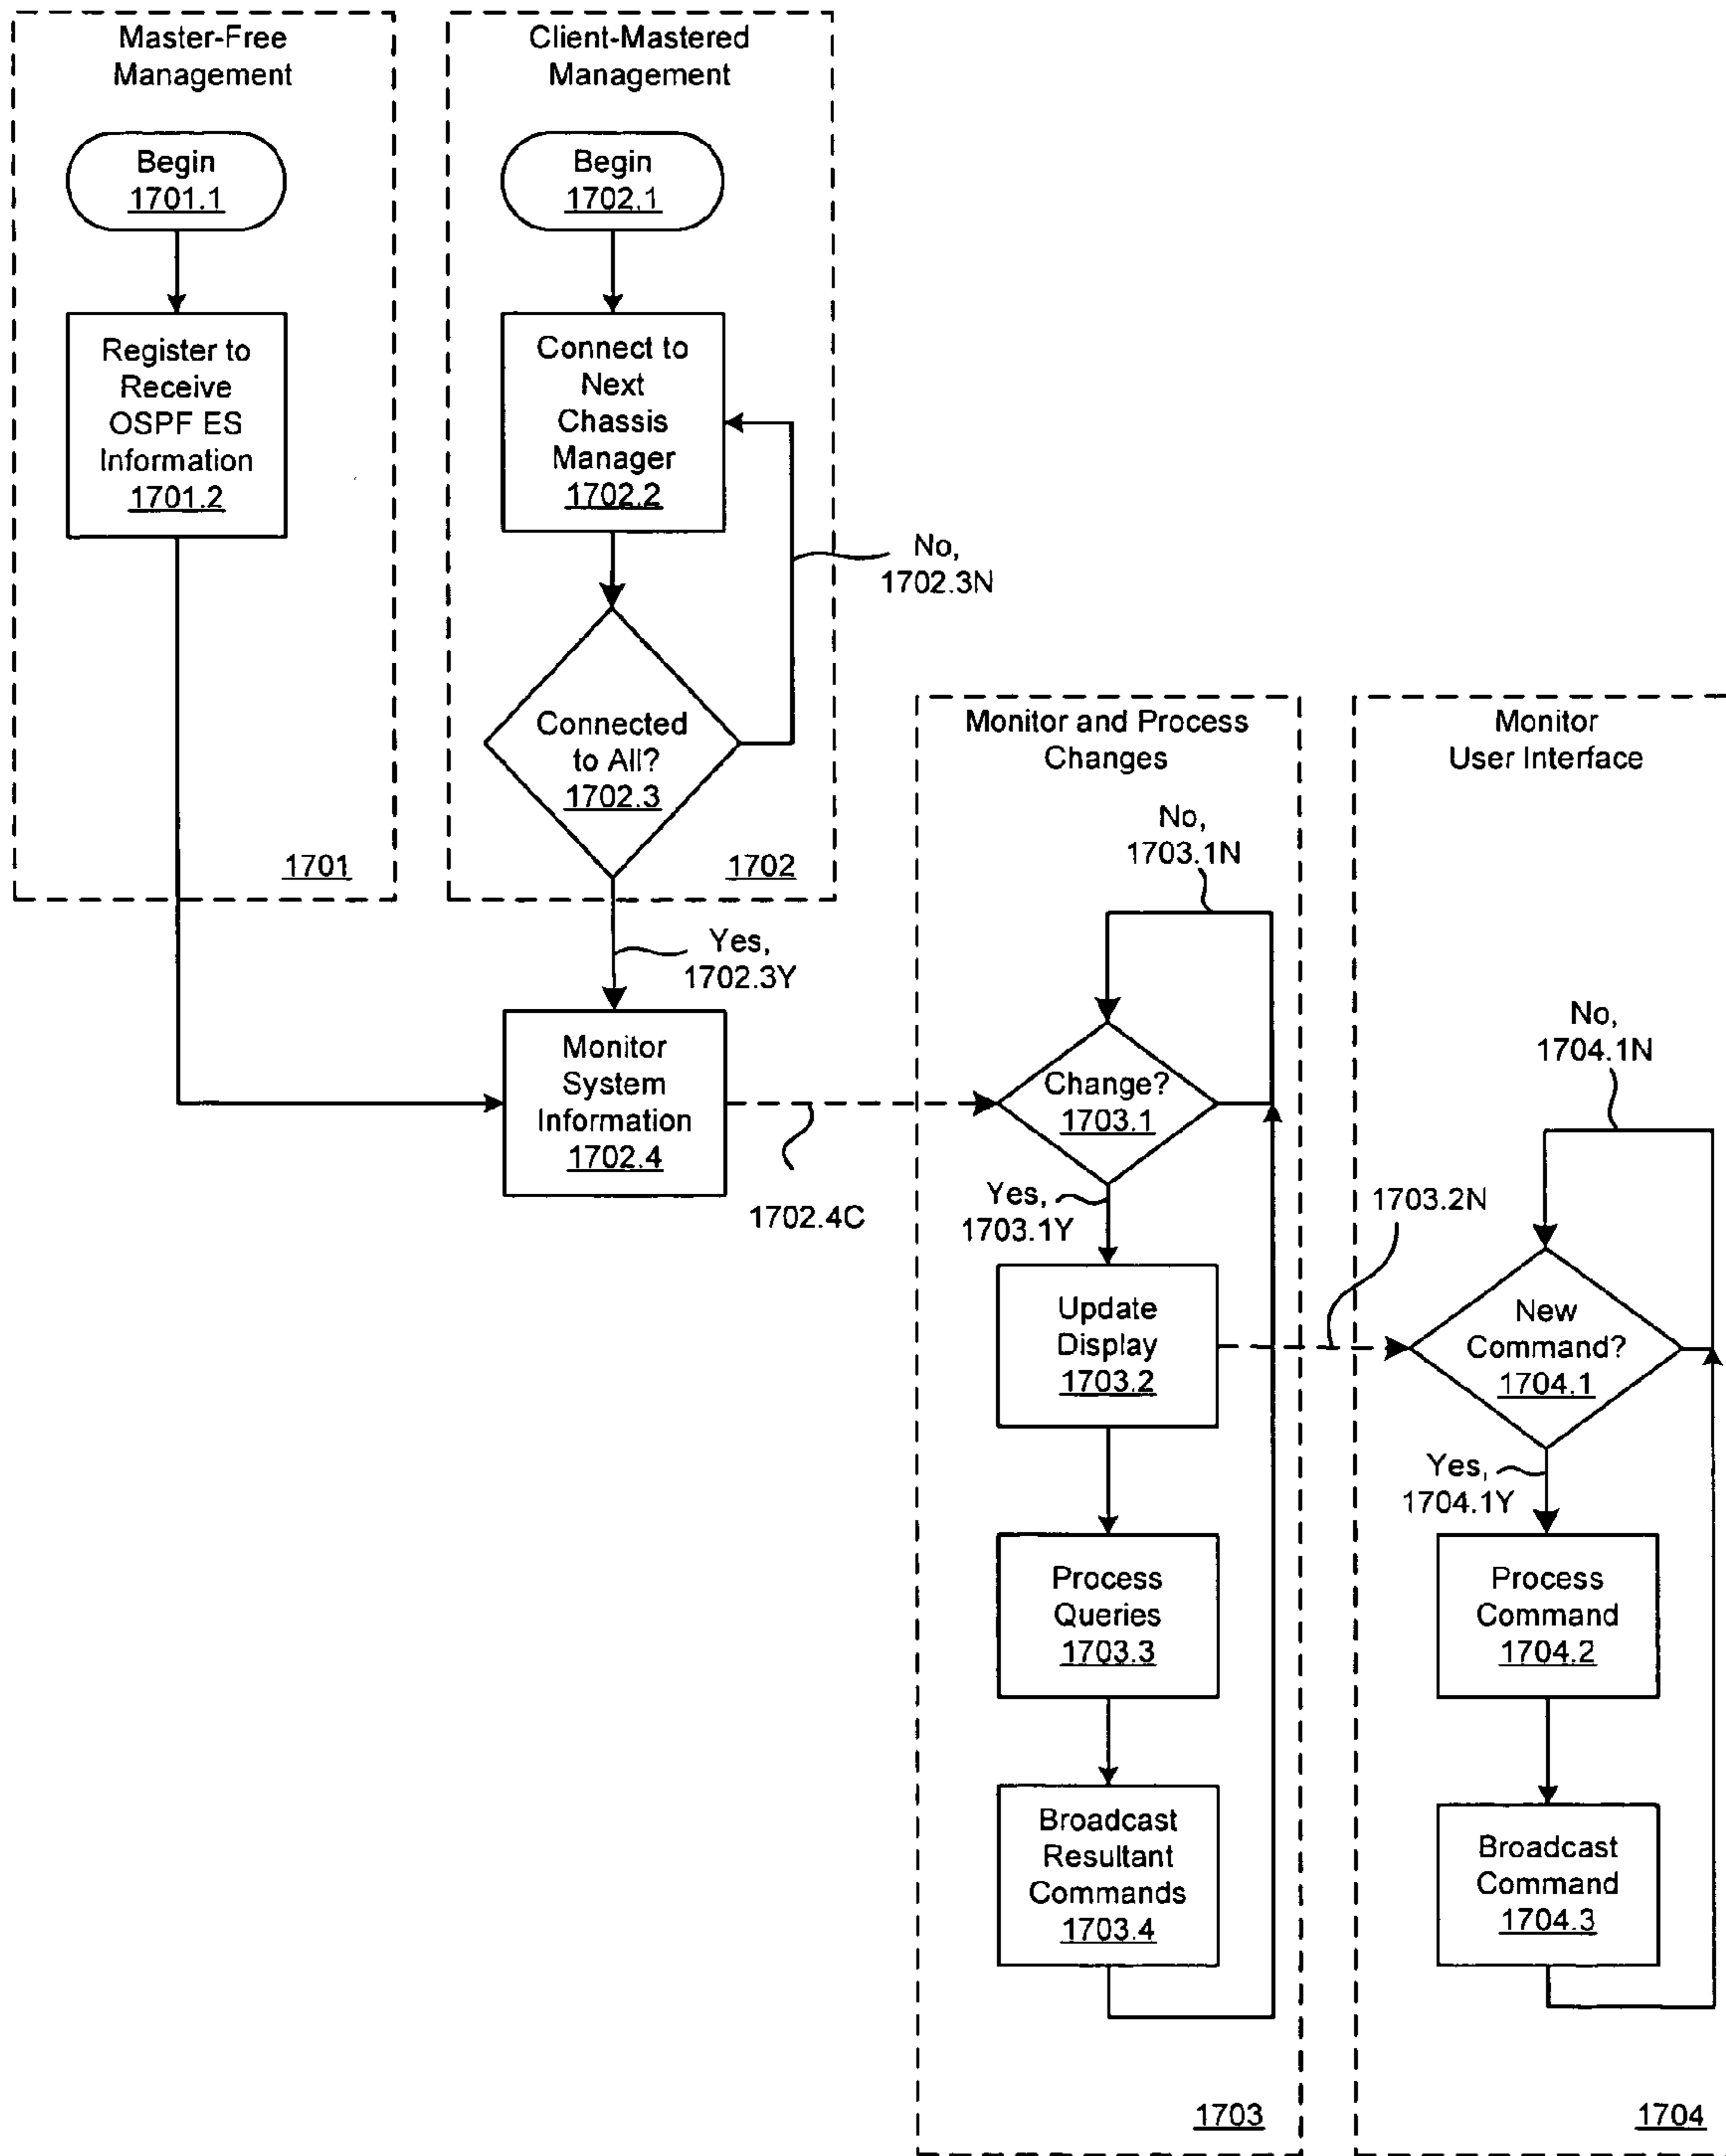 Master-Free
Management
Begin
1701.1
Register to
Receive
OSPF ES
Information
1701.2
1701
Client-Mastered
Management
Begin
1702.1
Connect to
Next
Chassis
Manager
1702.2
No,
1702.3N
Connected
to All?
1702.3
1702
Yes,
1702.3Y
Monitor
System
Information
1702.4
1702.4C
Monitor and Process
Changes
No,
1703.1N
Change?
1703.1
Yes,
1703.1Y
Update
Display
1703.2
1703.2N
Process
Queries
1703.3
Broadcast
Resultant
Commands
1703.4
1703
Monitor
User Interface
No,
1704.1N
New
Command?
1704.1
Yes,
1704.1Y
Process
Command
1704.2
Broadcast
Command
1704.3
1704